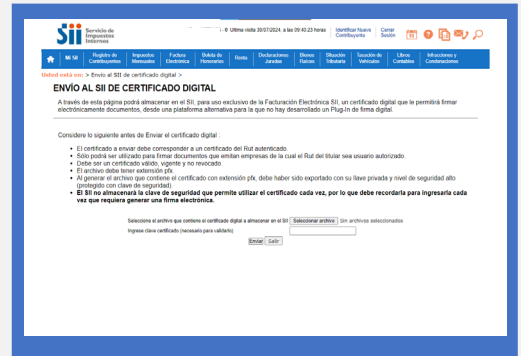 Sii Servicio de
Impuestos
Internos
- 0 Ultima visita 30/07/2024, a las 09:40:23 horas
Identificar Nuevo
Contribuyente
Cerrar
Sesión
Mi SII
Registro de
Contribuyentes
Impuestos
Mensuales
Factura
Electrónica
Boleta de
Honorarios
Renta
Declaraciones
Juradas
Bienes
Raíces
Situación
Tributaria
Tasación de
Vehículos
Libros
Contables
Infracciones y
Condonaciones
Usted está en: > Envío al SII de certificado digital >
ENVÍO AL SII DE CERTIFICADO DIGITAL
A través de esta página podrá almacenar en el SII, para uso exclusivo de la Facturación Electrónica SII, un certificado digital que le permitirá firmar
electrónicamente documentos, desde una plataforma alternativa para la que no hay desarrollado un Plug-In de firma digital.
Considere lo siguiente antes de Enviar el certificado digital :
• El certificado a enviar debe corresponder a un certificado del Rut autenticado.
• Sólo podrá ser utilizado para firmar documentos que emitan empresas de la cual el Rut del titular sea usuario autorizado.
• Debe ser un certificado válido, vigente y no revocado.
• El archivo debe tener extensión pfx.
• Al generar el archivo que contiene el certificado con extensión pfx, debe haber sido exportado con su llave privada y nivel de seguridad alto
(protegido con clave de seguridad).
• El SII no almacenará la clave de seguridad que permite utilizar el certificado cada vez, por lo que debe recordarla para ingresarla cada
vez que requiera generar una firma electrónica.
Seleccione el archivo que contiene el certificado digital a almacenar en el SII Seleccionar archivo Sin archivos seleccionados
Ingrese clave certificado (necesaria para validarlo)
Enviar Salir